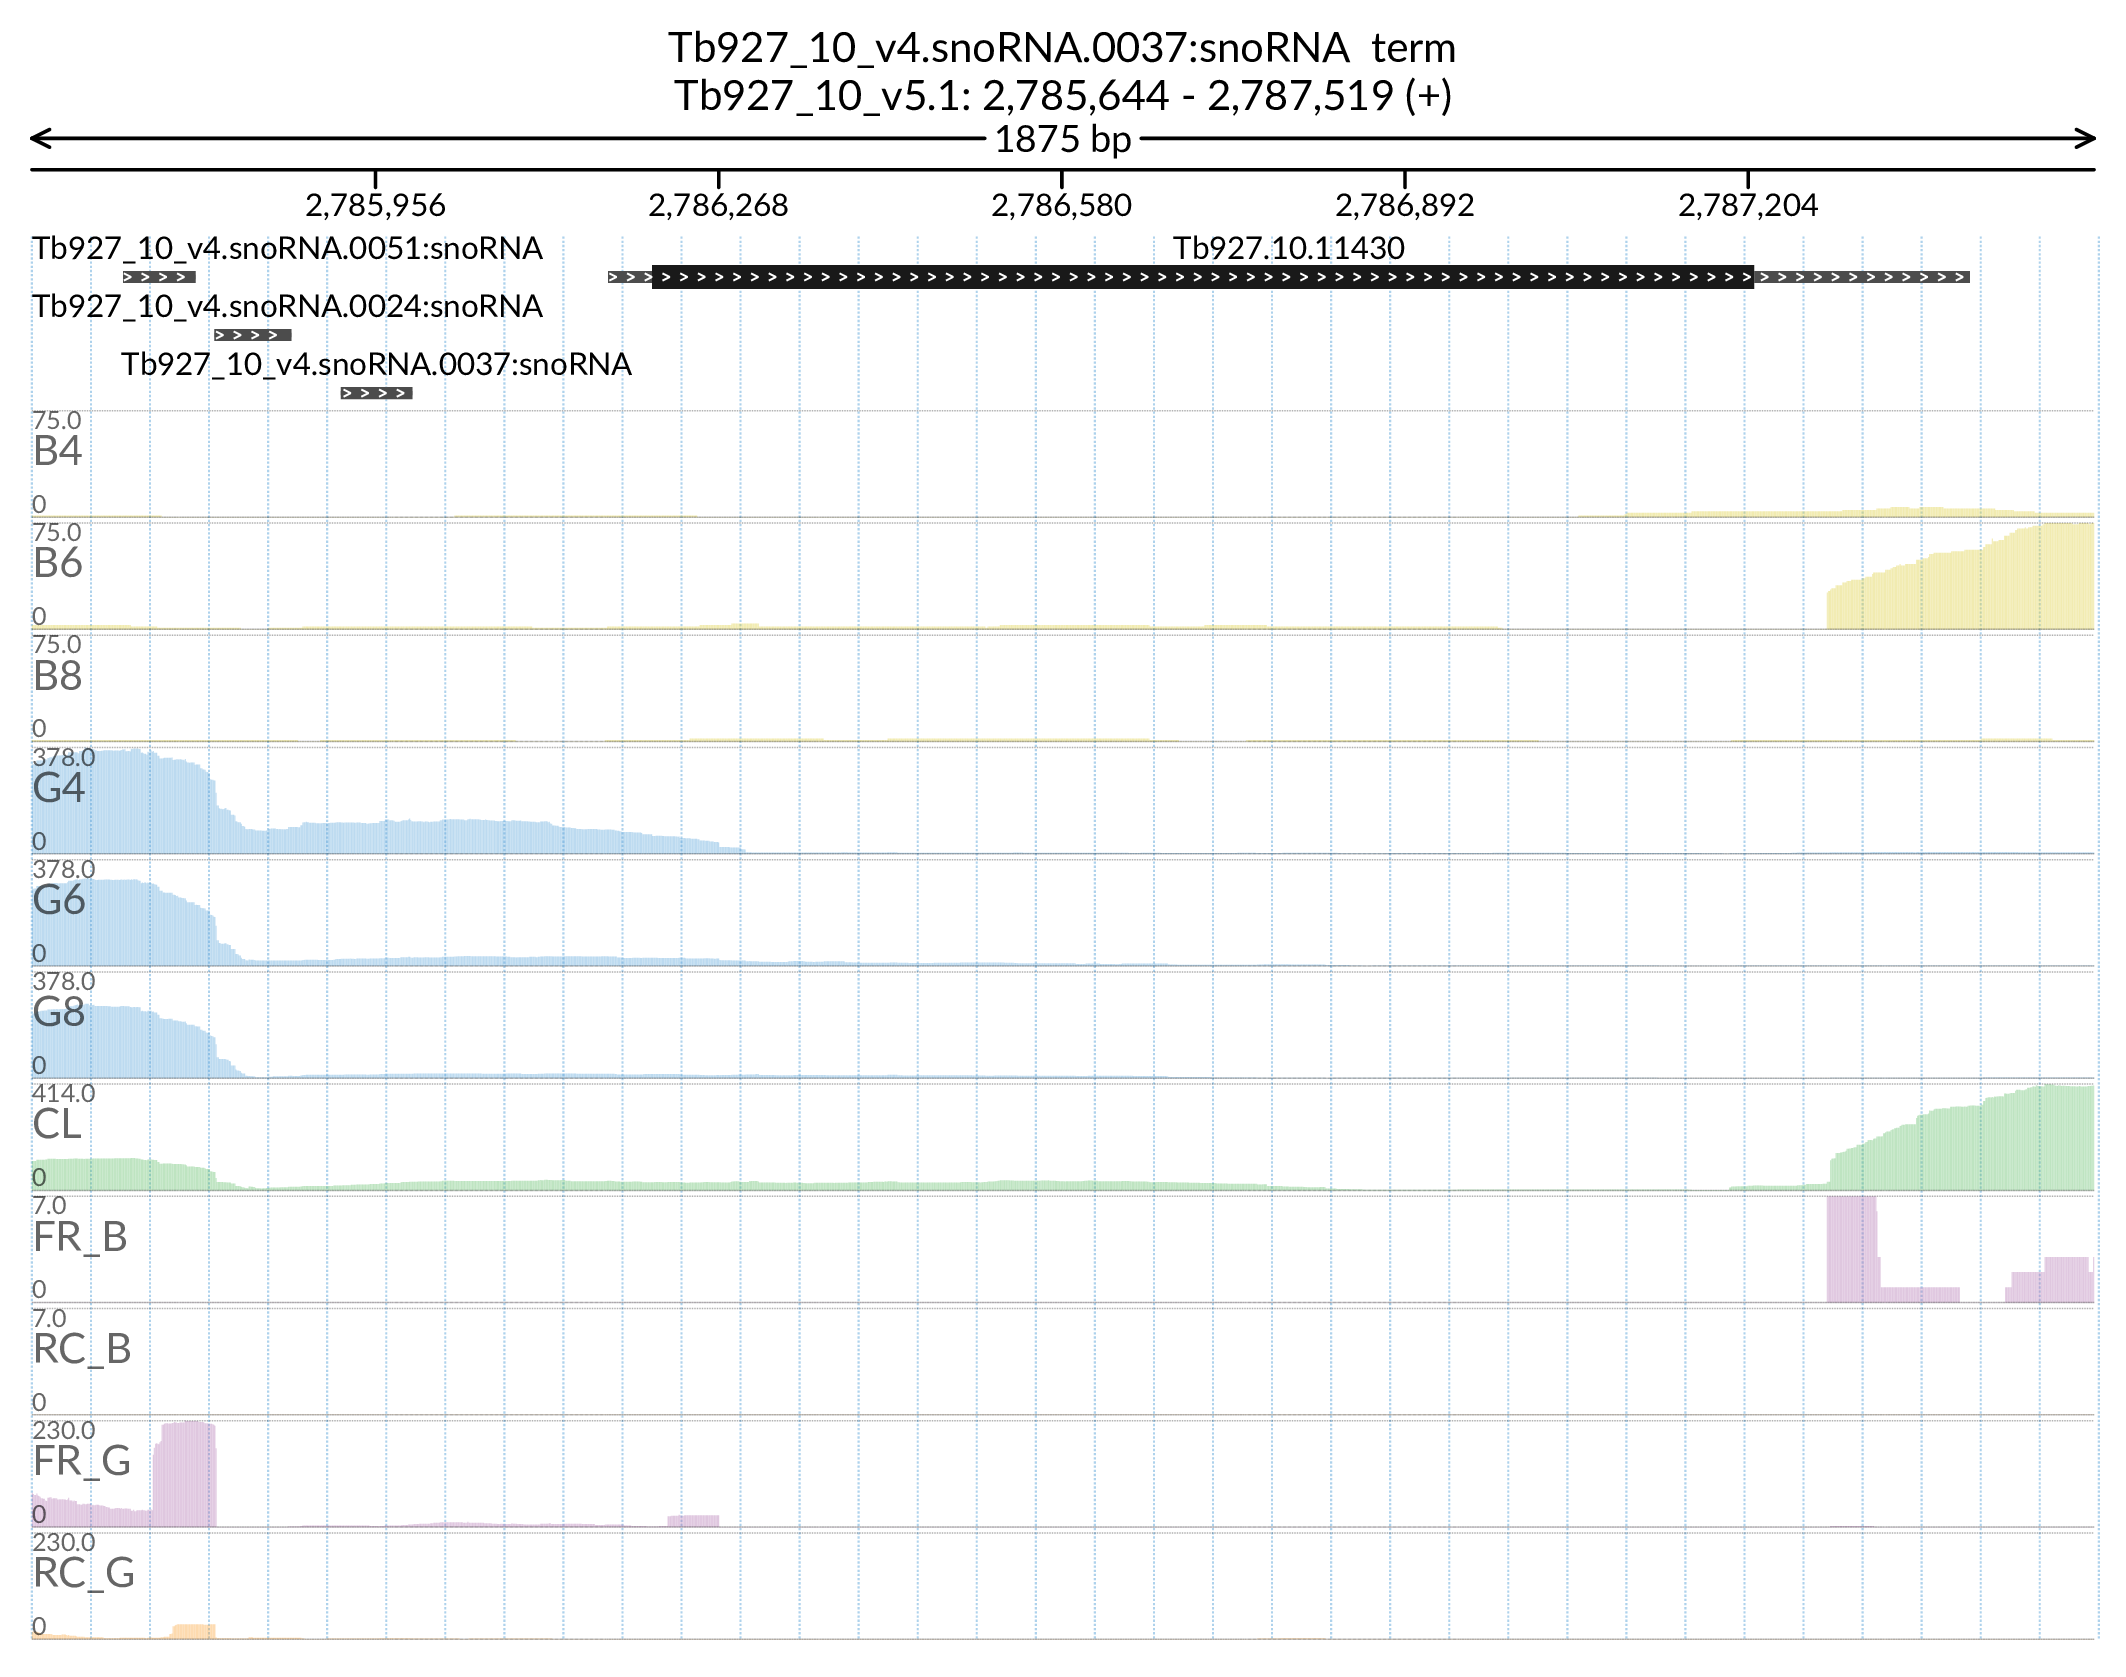 Tb927_10_v4.snoRNA.0037:snoRNA  term
Tb927_10_v5.1: 2,785,644 - 2,787,519 (+)
1875 bp
2,785,956 2,786,268 2,786,580 2,786,892 2,787,204
Tb927_10_v4.snoRNA.0051:snoRNA Tb927.10.11430
Tb927_10_v4.snoRNA.0024:snoRNA
Tb927_10_v4.snoRNA.0037:snoRNA
75.0
B4
0
75.0
B6
0
75.0
B8
0
378.0
G4
0
378.0
G6
0
378.0
G8
0
414.0
CL
0
7.0
FR_B
0
7.0
RC_B
0
230.0
FR_G
0
230.0
RC_G
0